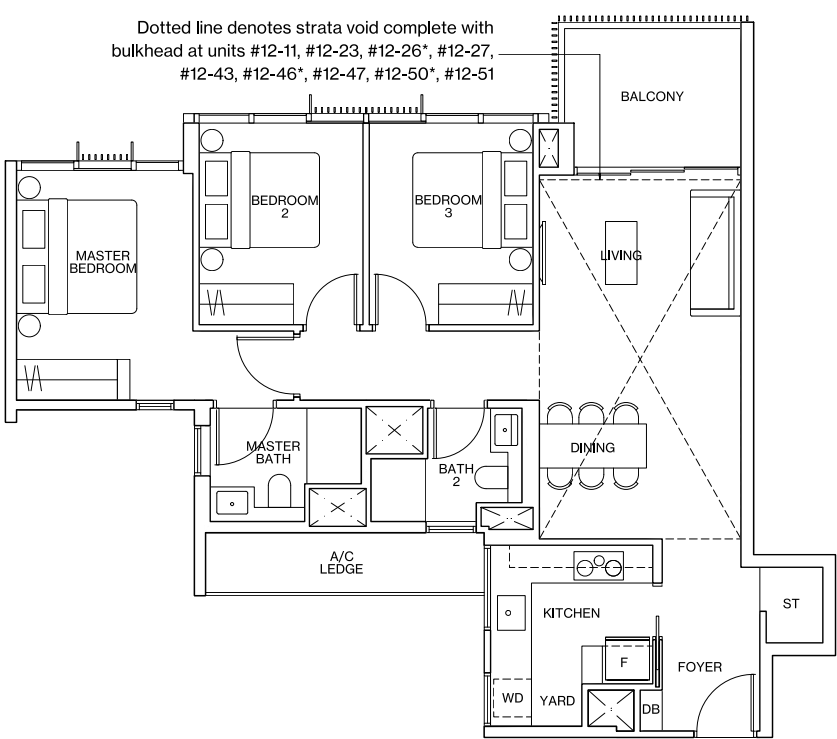 Dotted line denotes strata void complete with
bulkhead at units #12-11, #12-23, #12-26*, #12-27,
#12-43, #12-46*, #12-47, #12-50*, #12-51
BALCONY
BEDROOM
2
BEDROOM
3
MASTER
BEDROOM
LIVING
MASTER
BATH
BATH
2
DINING
A/C
LEDGE
KITCHEN
ST
F
FOYER
WD
YARD
DB